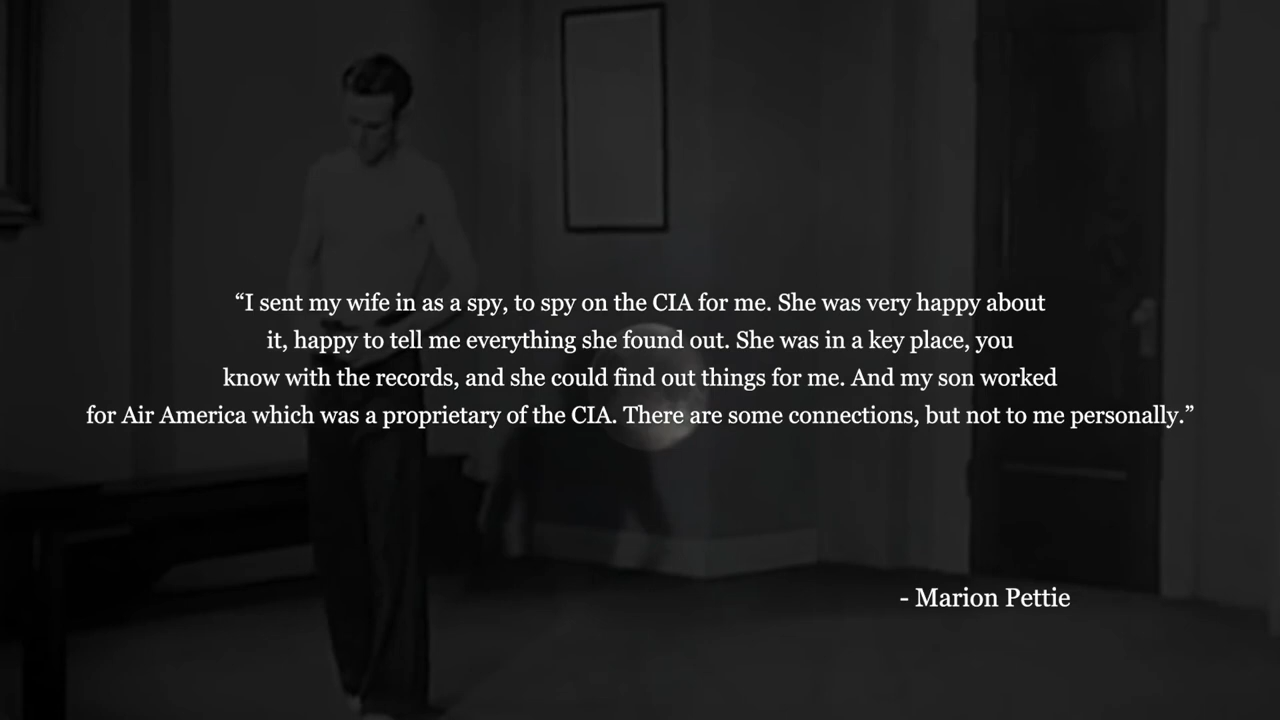 “I sent my wife in as a spy, to spy on the CIA for me. She was very happy about
it, happy to tell me everything she found out. She was in a key place, you
know with the records, and she could find out things for me. And my son worked
for Air America which was a proprietary of the CIA. There are some connections, but not to me personally.”
- Marion Pettie